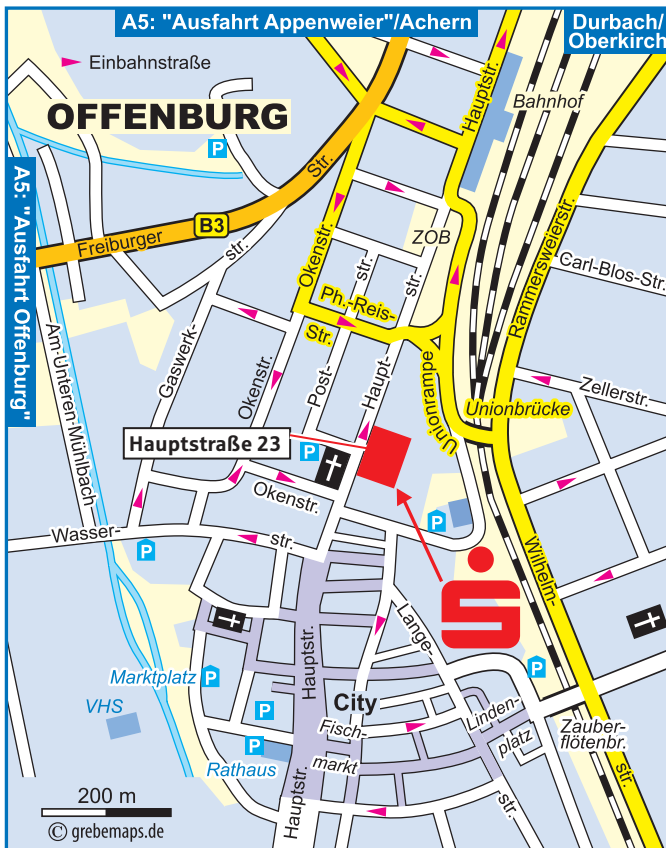 A5: "Ausfahrt Appenweier"/Achern
Durbach/
Oberkirch
Einbahnstraße
OFFENBURG
P
A5: "Ausfahrt Offenburg"
Freiburger
B3
Str.
Hauptstr.
Bahnhof
ZOB
Rammersweierstr.
Carl-Blos-Str.
Zellerstr.
Okenstr.
Ph.-Reis-
Str.
Gaswerk-
str.
Okenstr.
Post-
str.
Haupt-
str.
Unionrampe
Unionbrücke
Am-Unteren-Mühlbach
Hauptstraße 23
P
Okenstr.
Wasser-
str.
P
P
Wilhelm-
str.
Lange-
str.
Hauptstr.
Marktplatz
P
VHS
P
City
Fisch-
markt
Linden-
platz
P
Zauber-
flötenbr.
P
Rathaus
Hauptstr.
200 m
© grebemaps.de